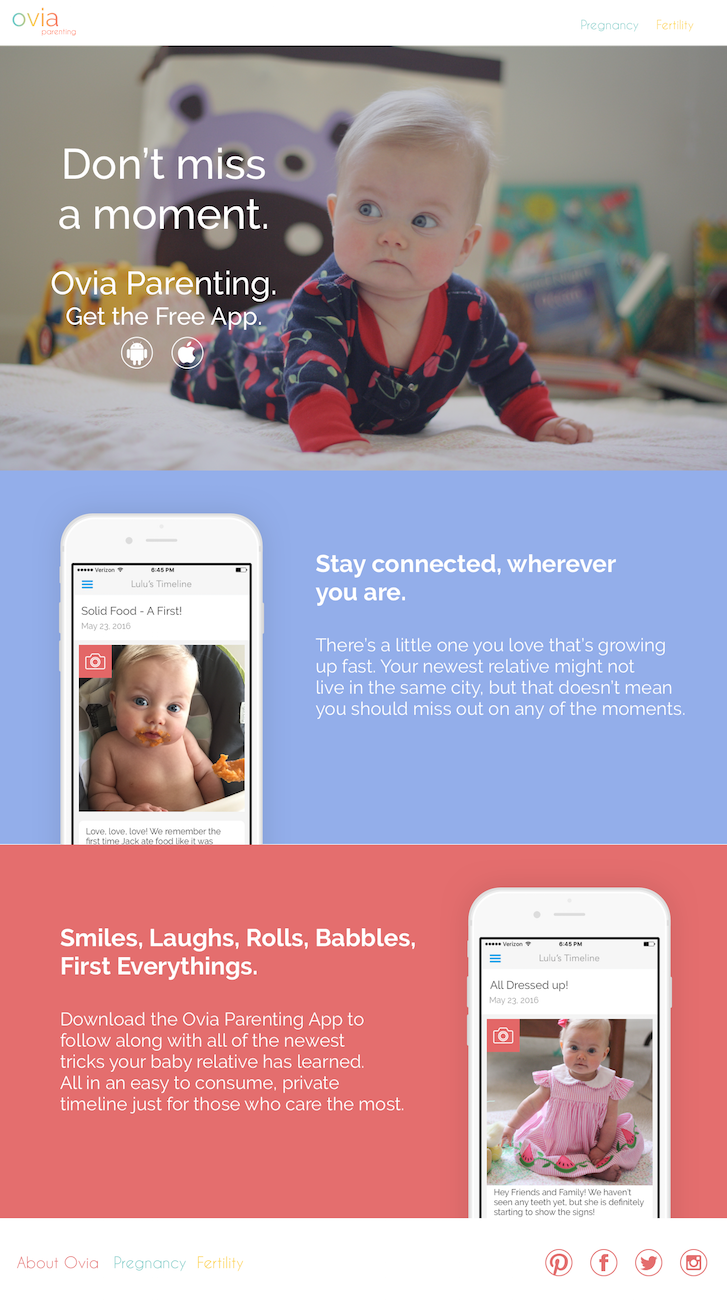 ovia
parenting
Pregnancy Fertility
Don't miss
a moment.
Ovia Parenting.
Get the Free App.
Verizon 6:45 PM
Lulu's Timeline
Solid Food - A First!
May 23, 2016
Love, love, love! We remember the
first time Jack ate food like it was
Stay connected, wherever
you are.
There's a little one you love that's growing
up fast. Your newest relative might not
live in the same city, but that doesn't mean
you should miss out on any of the moments.
Smiles, Laughs, Rolls, Babbles,
First Everythings.
Download the Ovia Parenting App to
follow along with all of the newest
tricks your baby relative has learned.
All in an easy to consume, private
timeline just for those who care the most.
Verizon 6:45 PM
Lulu's Timeline
All Dressed up!
May 23, 2016
Hey Friends and Family! We haven't
seen any teeth yet, but she is definitely
starting to show the signs!
About Ovia Pregnancy Fertility